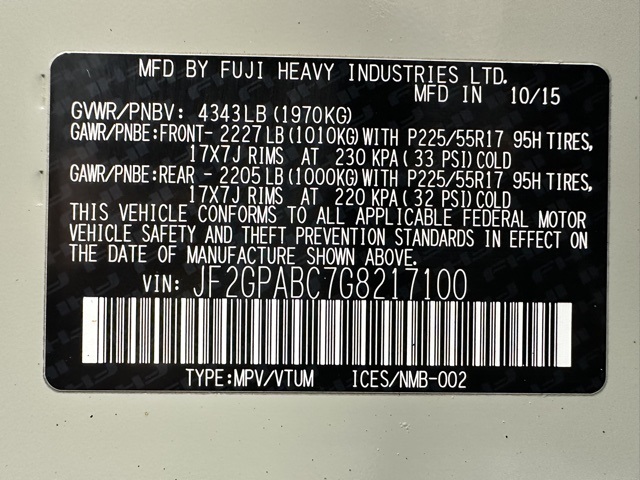 MFD BY FUJI HEAVY INDUSTRIES LTD.
MFD IN 10/15
GVWR/PNBV: 4343LB (1970KG)
GAWR/PNBE:FRONT- 2227LB(1010KG)WITH P225/55R17 95H TIRES,
17X7J RIMS AT 230 KPA( 33 PSI)COLD
GAWR/PNBE:REAR - 2205LB(1000KG)WITH P225/55R17 95H TIRES,
17X7J RIMS AT 220 KPA( 32 PSI)COLD
THIS VEHICLE CONFORMS TO ALL APPLICABLE FEDERAL MOTOR
VEHICLE SAFETY AND THEFT PREVENTION STANDARDS IN EFFECT ON
THE DATE OF MANUFACTURE SHOWN ABOVE.
VIN: JF2GPABC7G8217100
TYPE:MPV/VTUM ICES/NMB-002